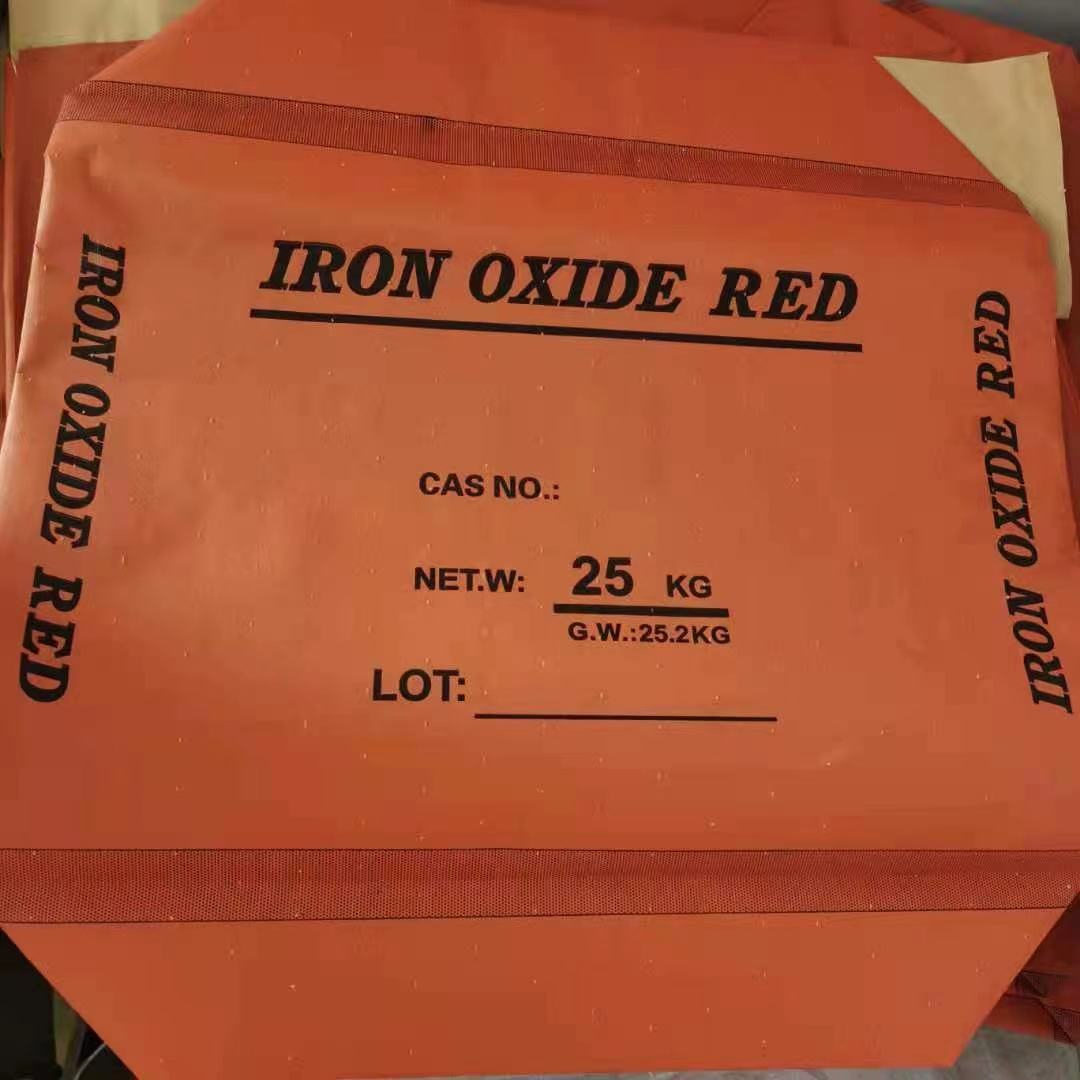 IRON OXIDE RED
IRON OXIDE RED
IRON OXIDE RED
CAS NO.:
NET.W: 25 KG
G.W.:25.2KG
LOT: